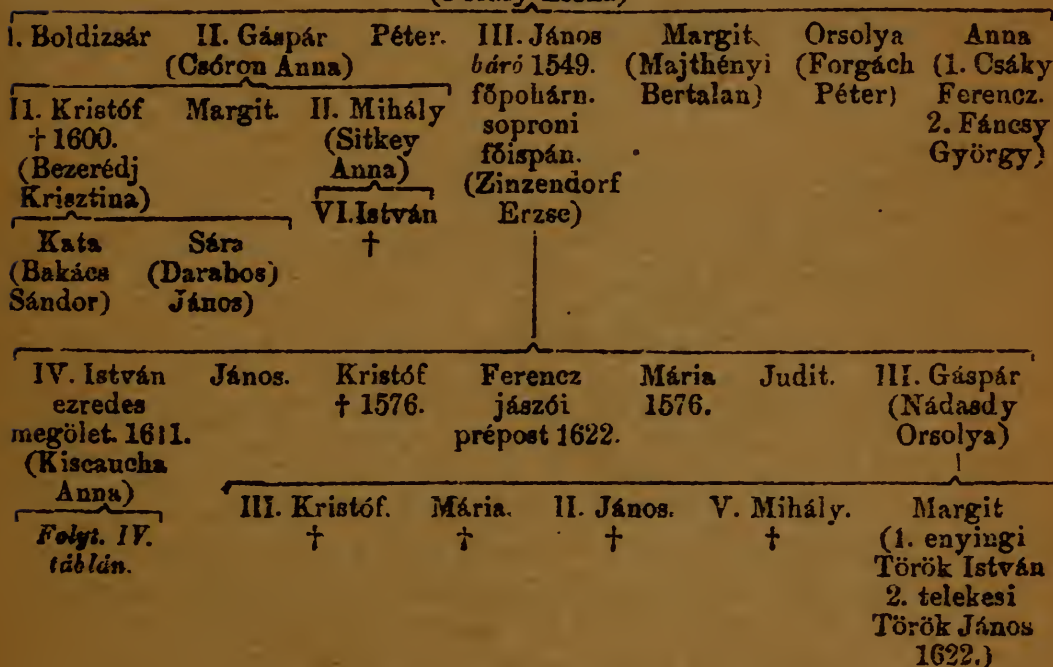 I. Boldizsár II. Gáspár Péter. III. János Margit Orsolya Anna
(Csóron Anna) báró 1549. (Majthényi (Forgách (1. Csáky
főpohárn. Bertalan) Péter) Ferencz.
II. Kristóf Margit. II. Mihály soproni 2. Fáncsy
† 1600. (Sitkey főispán. György)
(Bezerédj Anna) (Zinzendorf
Krisztina) VI. István Erzse)
†
Kata Sára
(Bakács (Darabos)
Sándor) János)
IV. István János. Kristóf Ferencz Mária Judit. III. Gáspár
ezredes † 1576. jászói 1576. (Nádasdy
megölet. 1611. prépost 1622. Orsolya)
(Kiscaucha
Anna)
Folyt. IV.
táblán.
III. Kristóf. Mária. II. János. V. Mihály. Margit
† † † † (1. enyingi
Török István
2. telekesi
Török János
1622.)